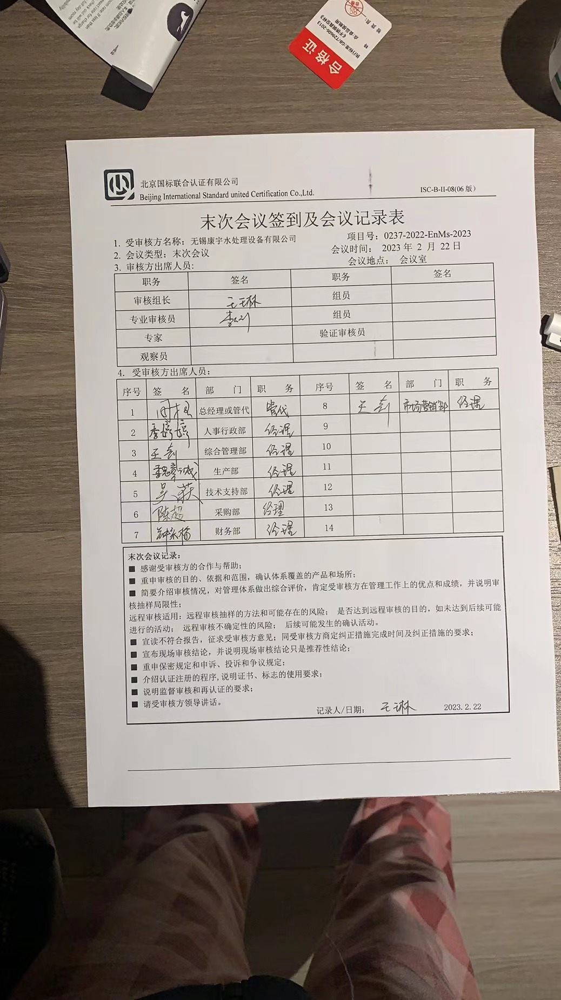 合格证
执行标准:GB/T29606-2013
《不锈钢真空杯》
北京国标联合认证有限公司
Beijing International Standard united Certification Co.,Ltd.
ISC-B-II-08(06 版)
末次会议签到及会议记录表
1. 受审核方名称：无锡康宇水处理设备有限公司 项目号：0237-2022-EnMs-2023
2. 会议类型：末次会议 会议时间： 2023 年 2 月 22 日
3. 审核方出席人员: 会议地点： 会议室
职务 签名 职务 签名
审核组长 王琳 组员
专业审核员 组员
专家 验证审核员
观察员
4. 受审核方出席人员：
序号 签 名 部 门 职 务 序号 签 名 部 门 职 务
1 总经理或管代 管代 8 市场营销部 经理
2 李婷婷 人事行政部 经理 9
3 综合管理部 经理 10
4 生产部 经理 11
5 技术支持部 经理 12
6 陈超 采购部 经理 13
7 财务部 经理 14
末次会议记录：
■ 感谢受审核方的合作与帮助；
■ 重申审核的目的、依据和范围，确认体系覆盖的产品和场所；
■ 简要介绍审核情况，对管理体系做出综合评价，肯定受审核方在管理工作上的优点和成绩，并说明审
核抽样局限性；
远程审核适用：远程审核抽样的方法和可能存在的风险； 是否达到远程审核的目的，如未达到后续可能
进行的活动； 远程审核不确定性的风险； 后续可能发生的确认活动。
■ 宣读不符合报告，征求受审核方意见；同受审核方商定纠正措施完成时间及纠正措施的要求；
■ 宣布现场审核结论，并说明现场审核结论只是推荐性结论；
■ 重申保密规定和申诉、投诉和争议规定；
■ 介绍认证注册的程序,说明证书、标志的使用要求；
■ 说明监督审核和再认证的要求；
■ 请受审核方领导讲话。
记录人/日期： 王琳 2023.2.22